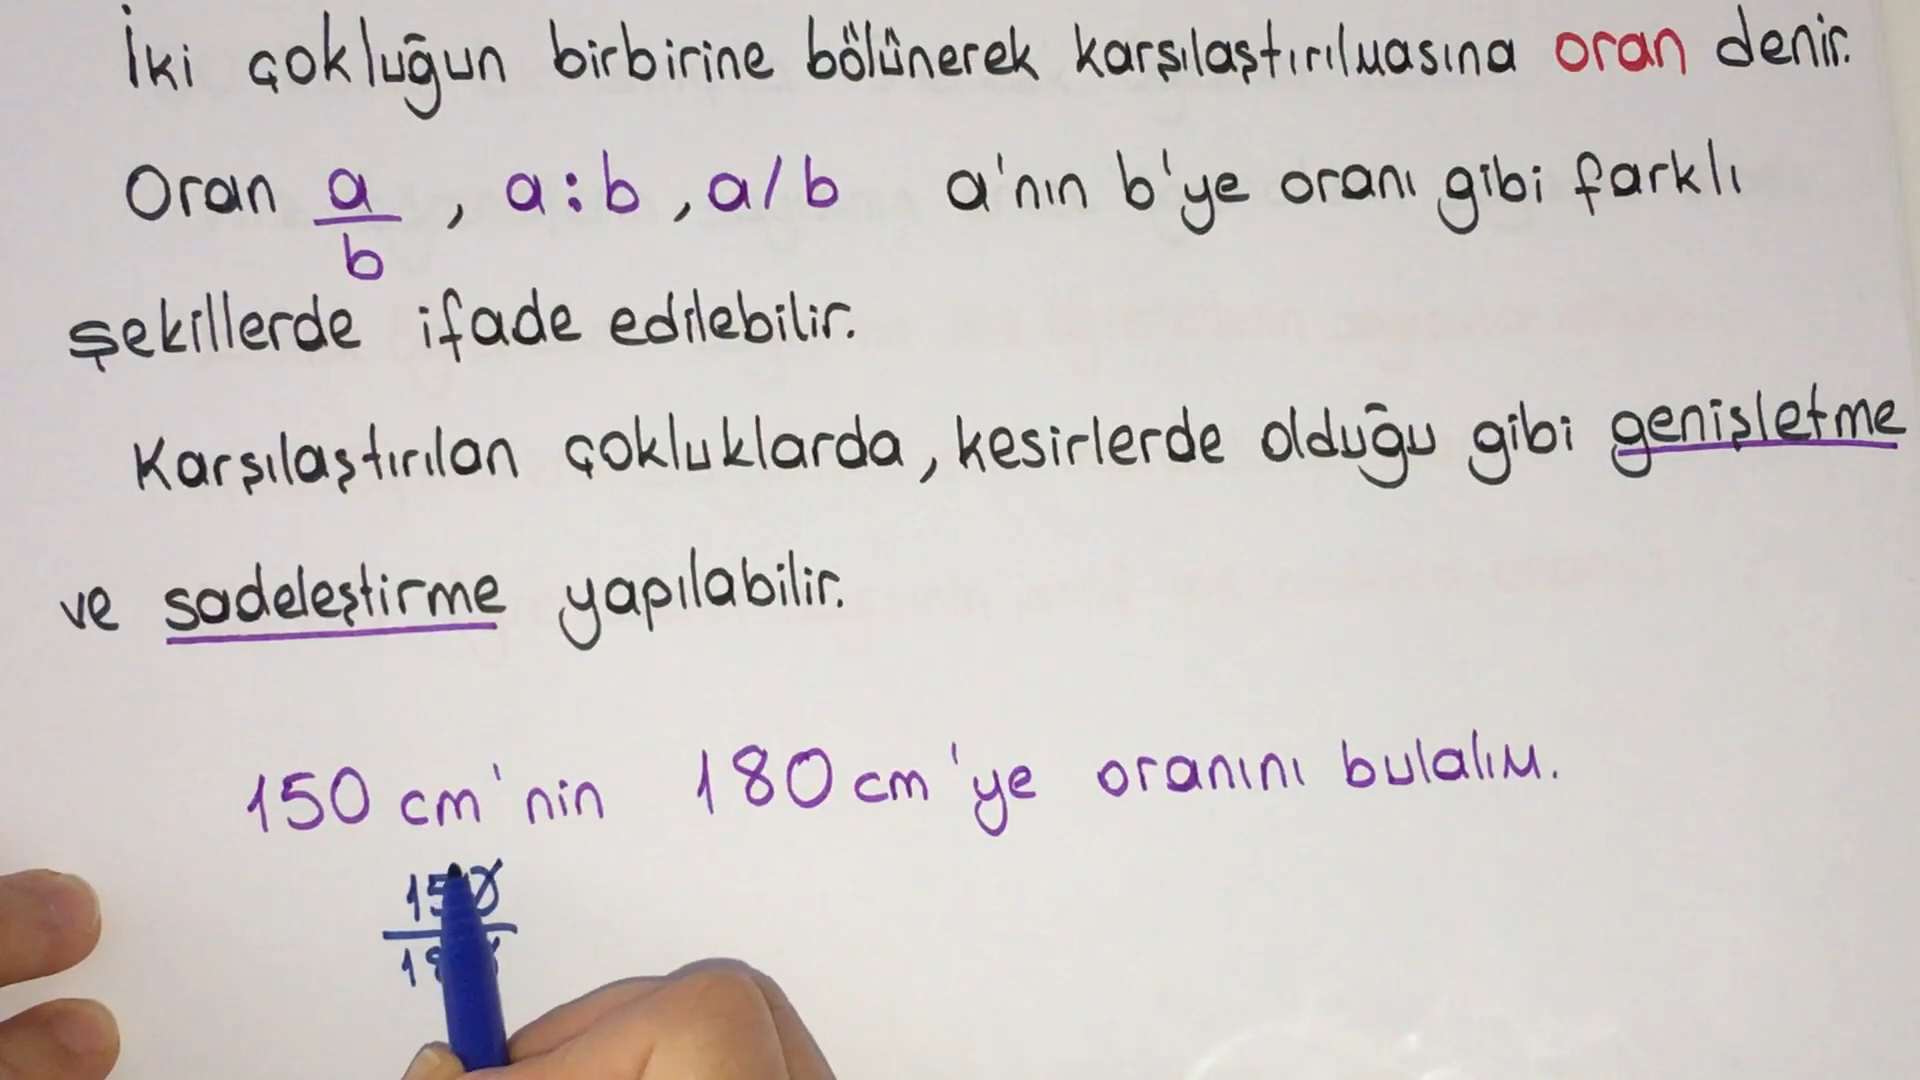 İki çokluğun birbirine bölünerek karşılaştırılmasına oran denir.
Oran a/b , a:b , a/b a'nın b'ye oranı gibi farklı
şekillerde ifade edilebilir.
Karşılaştırılan çokluklarda, kesirlerde olduğu gibi genişletme
ve sadeleştirme yapılabilir.
150 cm'nin 180 cm'ye oranını bulalım.
150